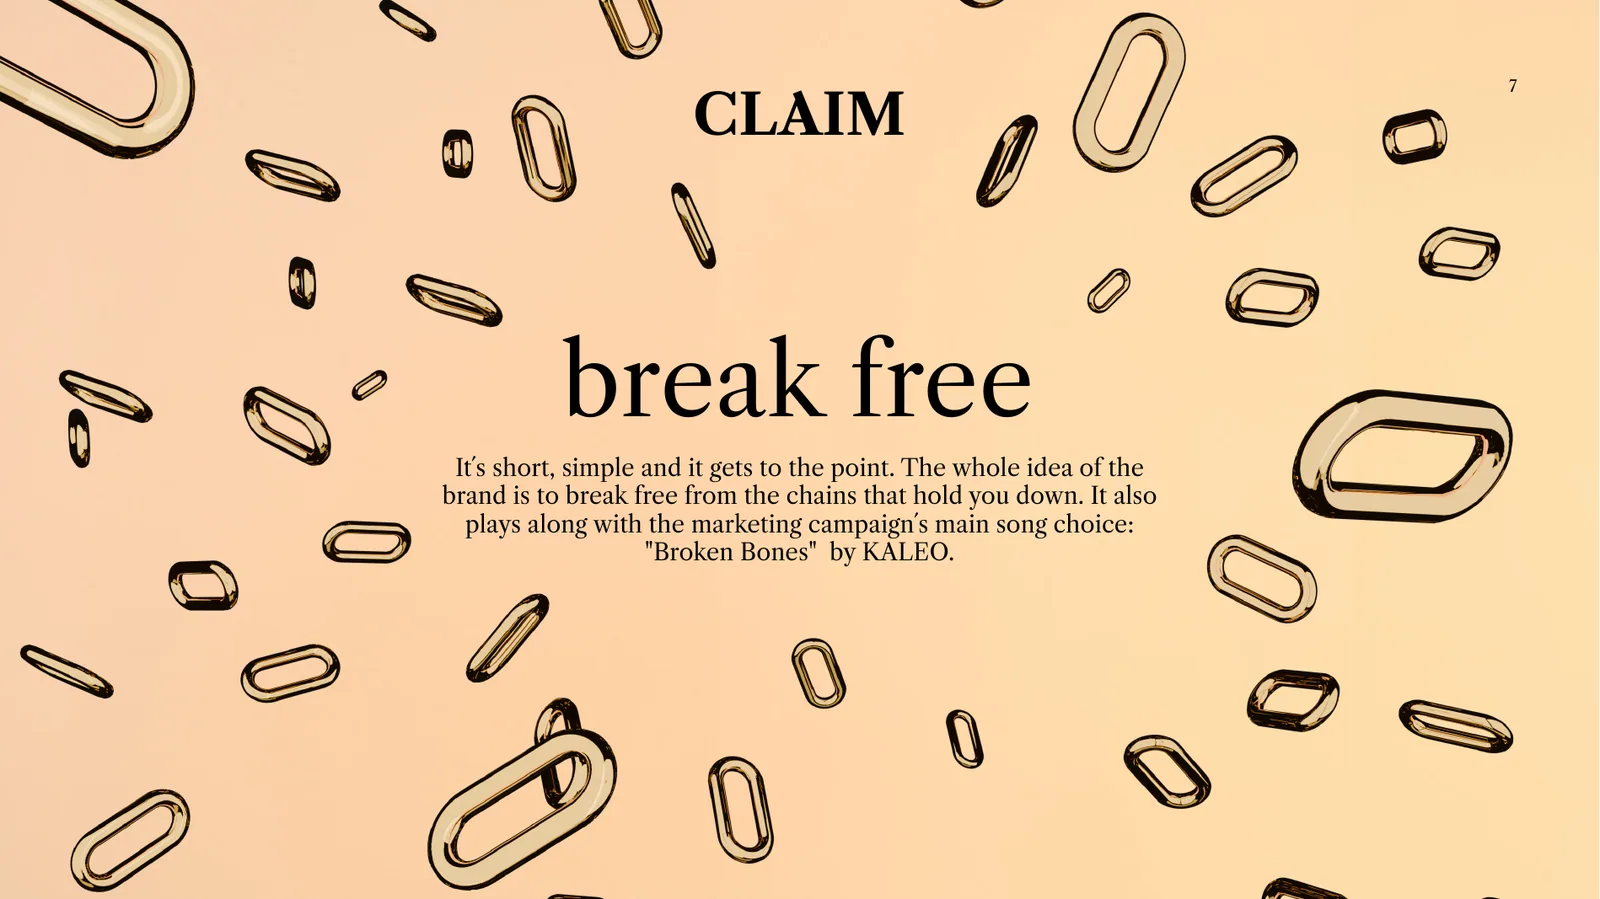 7
CLAIM
break free
It´s short, simple and it gets to the point. The whole idea of the
brand is to break free from the chains that hold you down. It also
plays along with the marketing campaign´s main song choice:
"Broken Bones"  by KALEO.